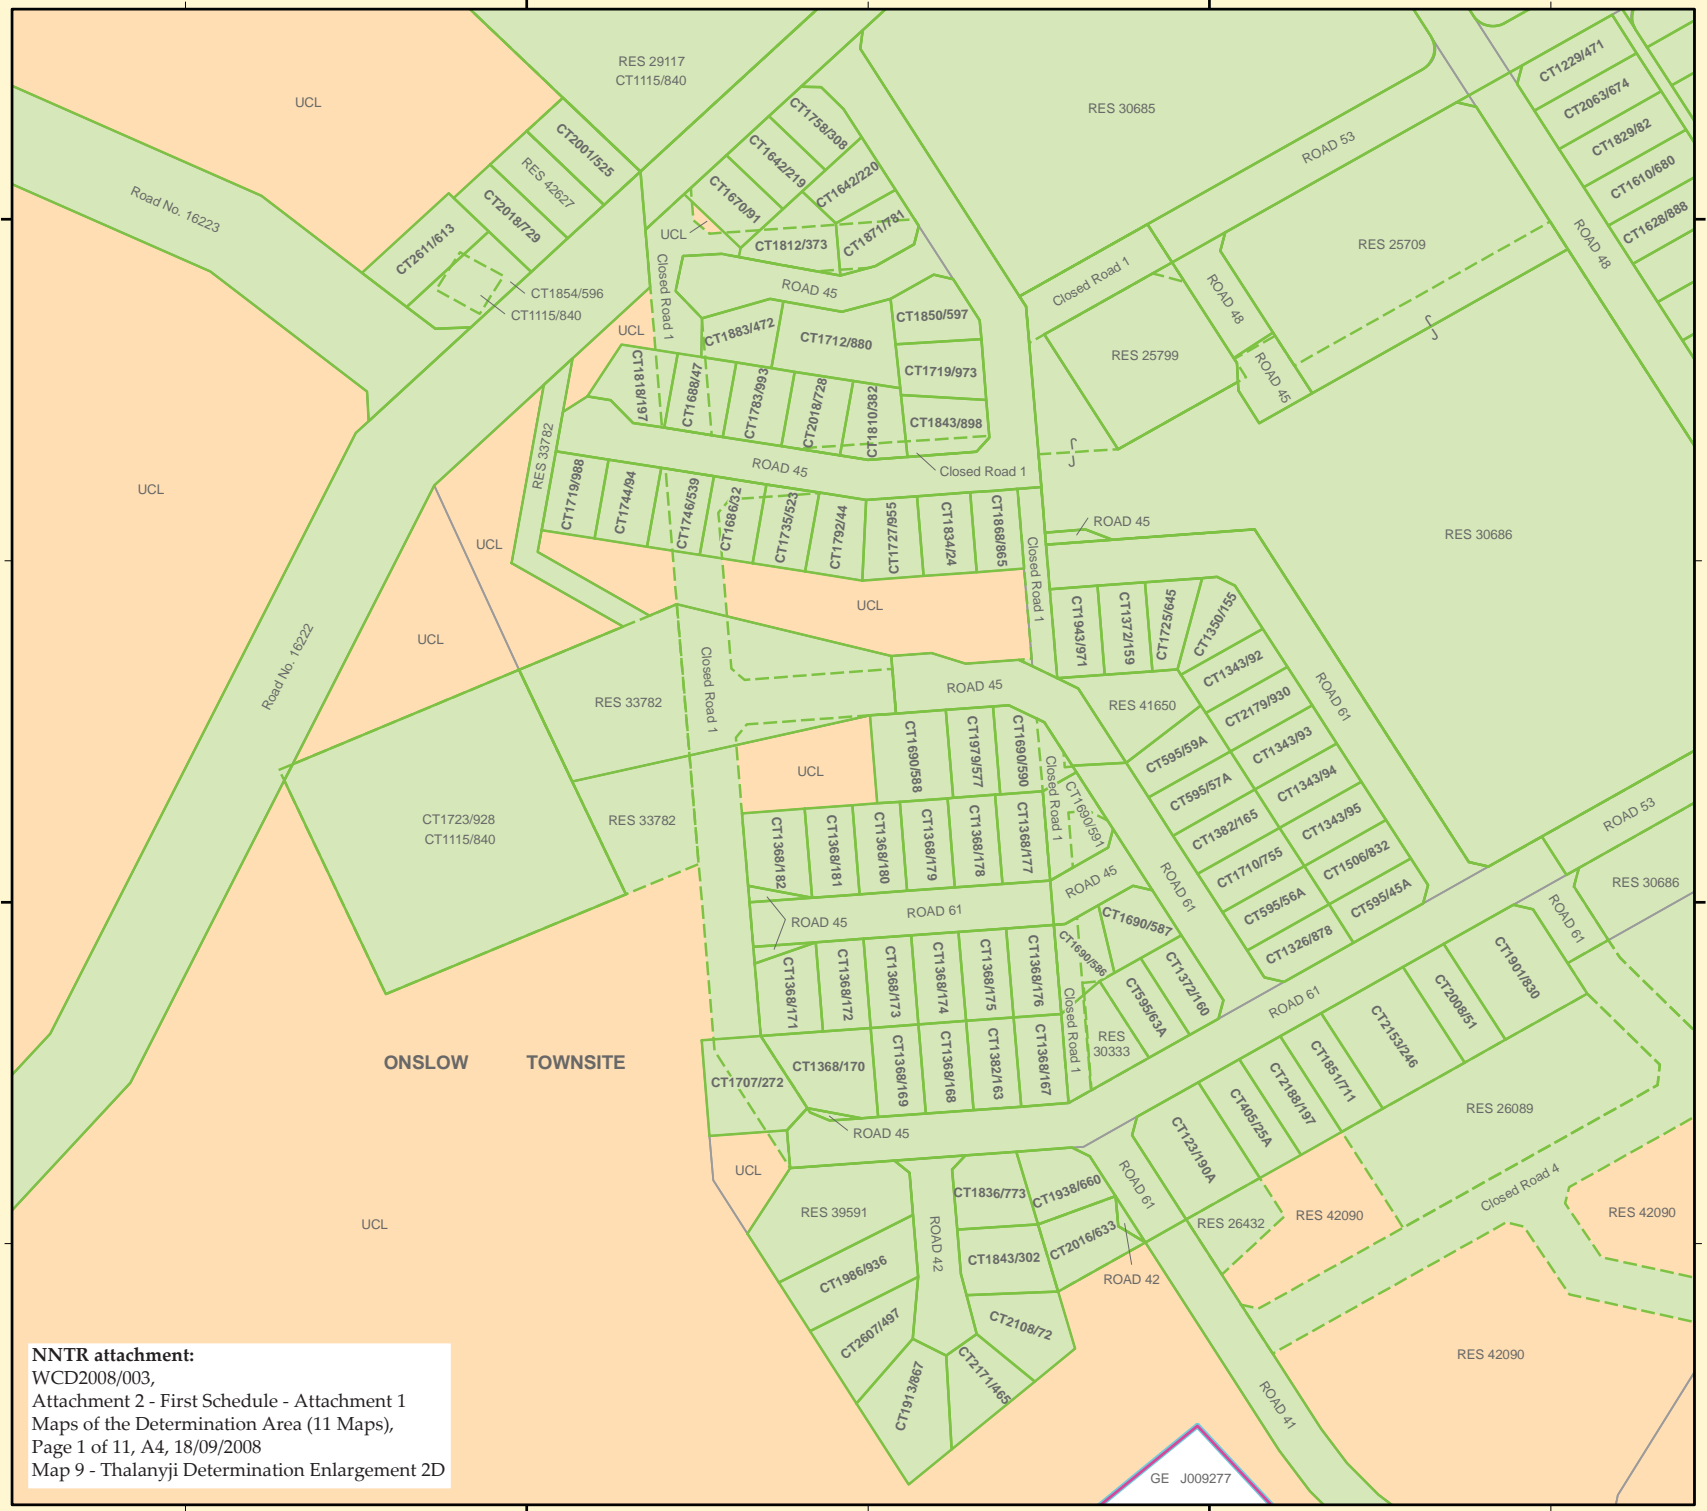 RES 29117
CT1115/840
UCL
RES 30685
CT1229/471
CT2063/674
CT1829/82
CT1610/680
CT1628/888
ROAD 53
ROAD 48
CT1758/308
CT1642/219
CT1642/220
CT1670/91
CT1871/781
CT1812/373
UCL
CT2001/525
RES 42627
CT2018/729
CT2611/613
Road No. 16223
CT1854/596
CT1115/840
RES 25709
Closed Road 1
ROAD 48
ROAD 45
RES 25799
Closed Road 1
ROAD 45
UCL
CT1883/472
CT1712/880
CT1850/597
CT1719/973
CT1843/898
CT1818/197
CT1688/47
CT1783/993
CT2018/728
CT1810/382
RES 33782
ROAD 45
Closed Road 1
UCL
CT1719/988
CT1744/94
CT1746/539
CT1686/32
CT1735/523
CT1792/44
CT1727/955
CT1834/24
CT1868/865
ROAD 45
RES 30686
UCL
Closed Road 1
UCL
UCL
CT1943/971
CT1372/159
CT1725/645
CT1350/155
CT1343/92
CT2179/930
CT1343/93
CT1343/94
CT1343/95
CT1506/832
CT595/45A
ROAD 61
Road No. 16222
RES 33782
Closed Road 1
ROAD 45
RES 41650
CT595/59A
CT595/57A
CT1382/165
CT1710/755
CT595/56A
CT1326/878
UCL
CT1690/588
CT1979/577
CT1690/590
Closed Road 1
CT1690/591
CT1723/928
CT1115/840
RES 33782
CT1368/182
CT1368/181
CT1368/180
CT1368/179
CT1368/178
CT1368/177
ROAD 53
RES 30686
ROAD 61
ROAD 45
ROAD 61
ROAD 45
ROAD 61
CT1690/587
CT1690/586
CT1372/160
CT595/63A
RES
30333
Closed Road 1
CT1368/171
CT1368/172
CT1368/173
CT1368/174
CT1368/175
CT1368/176
CT1901/830
CT2008/51
CT2153/246
CT1851/711
CT2188/197
CT405/25A
CT123/190A
ROAD 61
ONSLOW TOWNSITE
CT1707/272
CT1368/170
CT1368/169
CT1368/168
CT1382/163
CT1368/167
RES 26089
ROAD 45
UCL
UCL
RES 39591
CT1836/773
CT1938/660
ROAD 61
Closed Road 4
RES 26432
RES 42090
RES 42090
ROAD 42
CT1843/302
CT2016/633
ROAD 42
CT1986/936
CT2607/497
CT2108/72
CT2171/465
CT1913/867
RES 42090
ROAD 41
GE J009277
NNTR attachment:
WCD2008/003,
Attachment 2 - First Schedule - Attachment 1
Maps of the Determination Area (11 Maps),
Page 1 of 11, A4, 18/09/2008
Map 9 - Thalanyji Determination Enlargement 2D